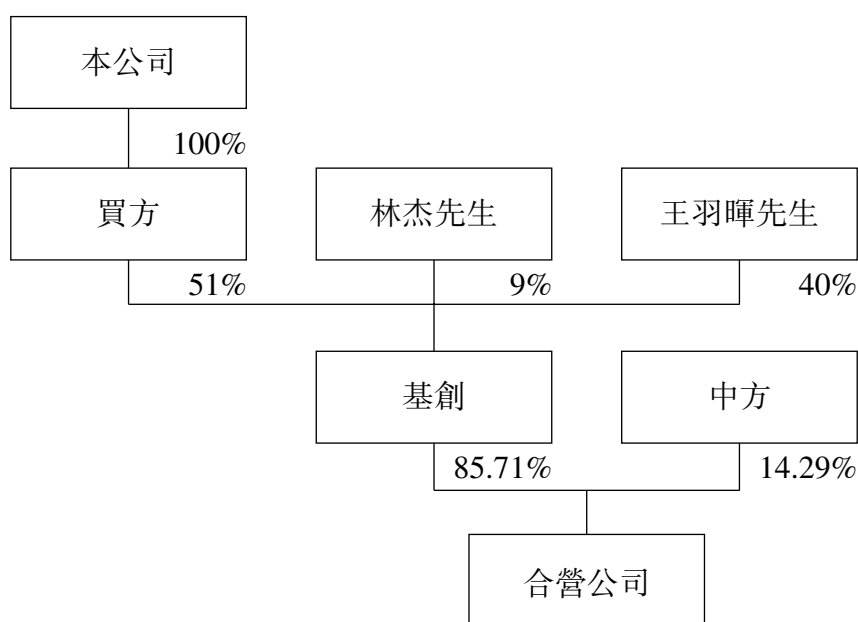 本公司
100%
買方 林杰先生 王羽暉先生
51% 9% 40%
基創 中方
85.71% 14.29%
合營公司